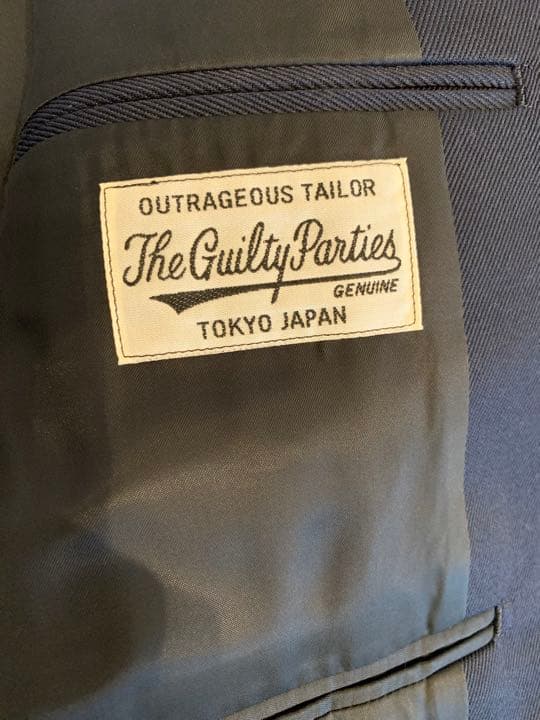 OUTRAGEOUS TAILOR
The Guilty Parties
GENUINE
TOKYO JAPAN